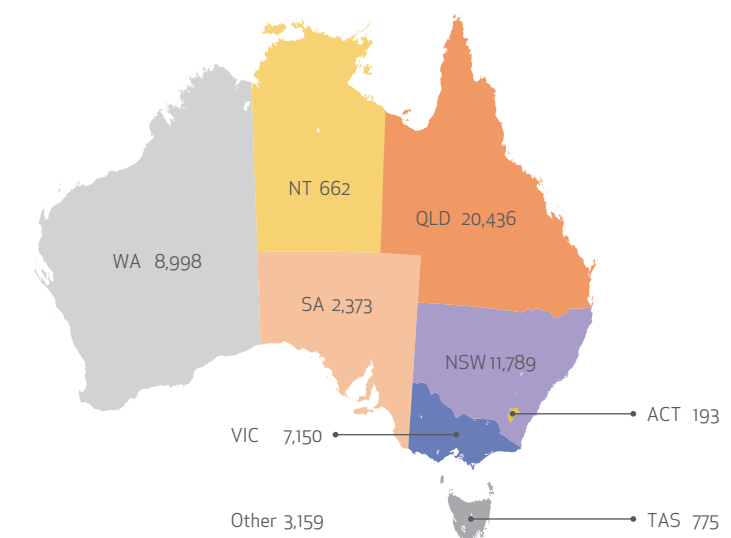 NT 662
QLD 20,436
WA 8,998
SA 2,373
NSW 11,789
ACT 193
VIC 7,150
Other 3,159
TAS 775